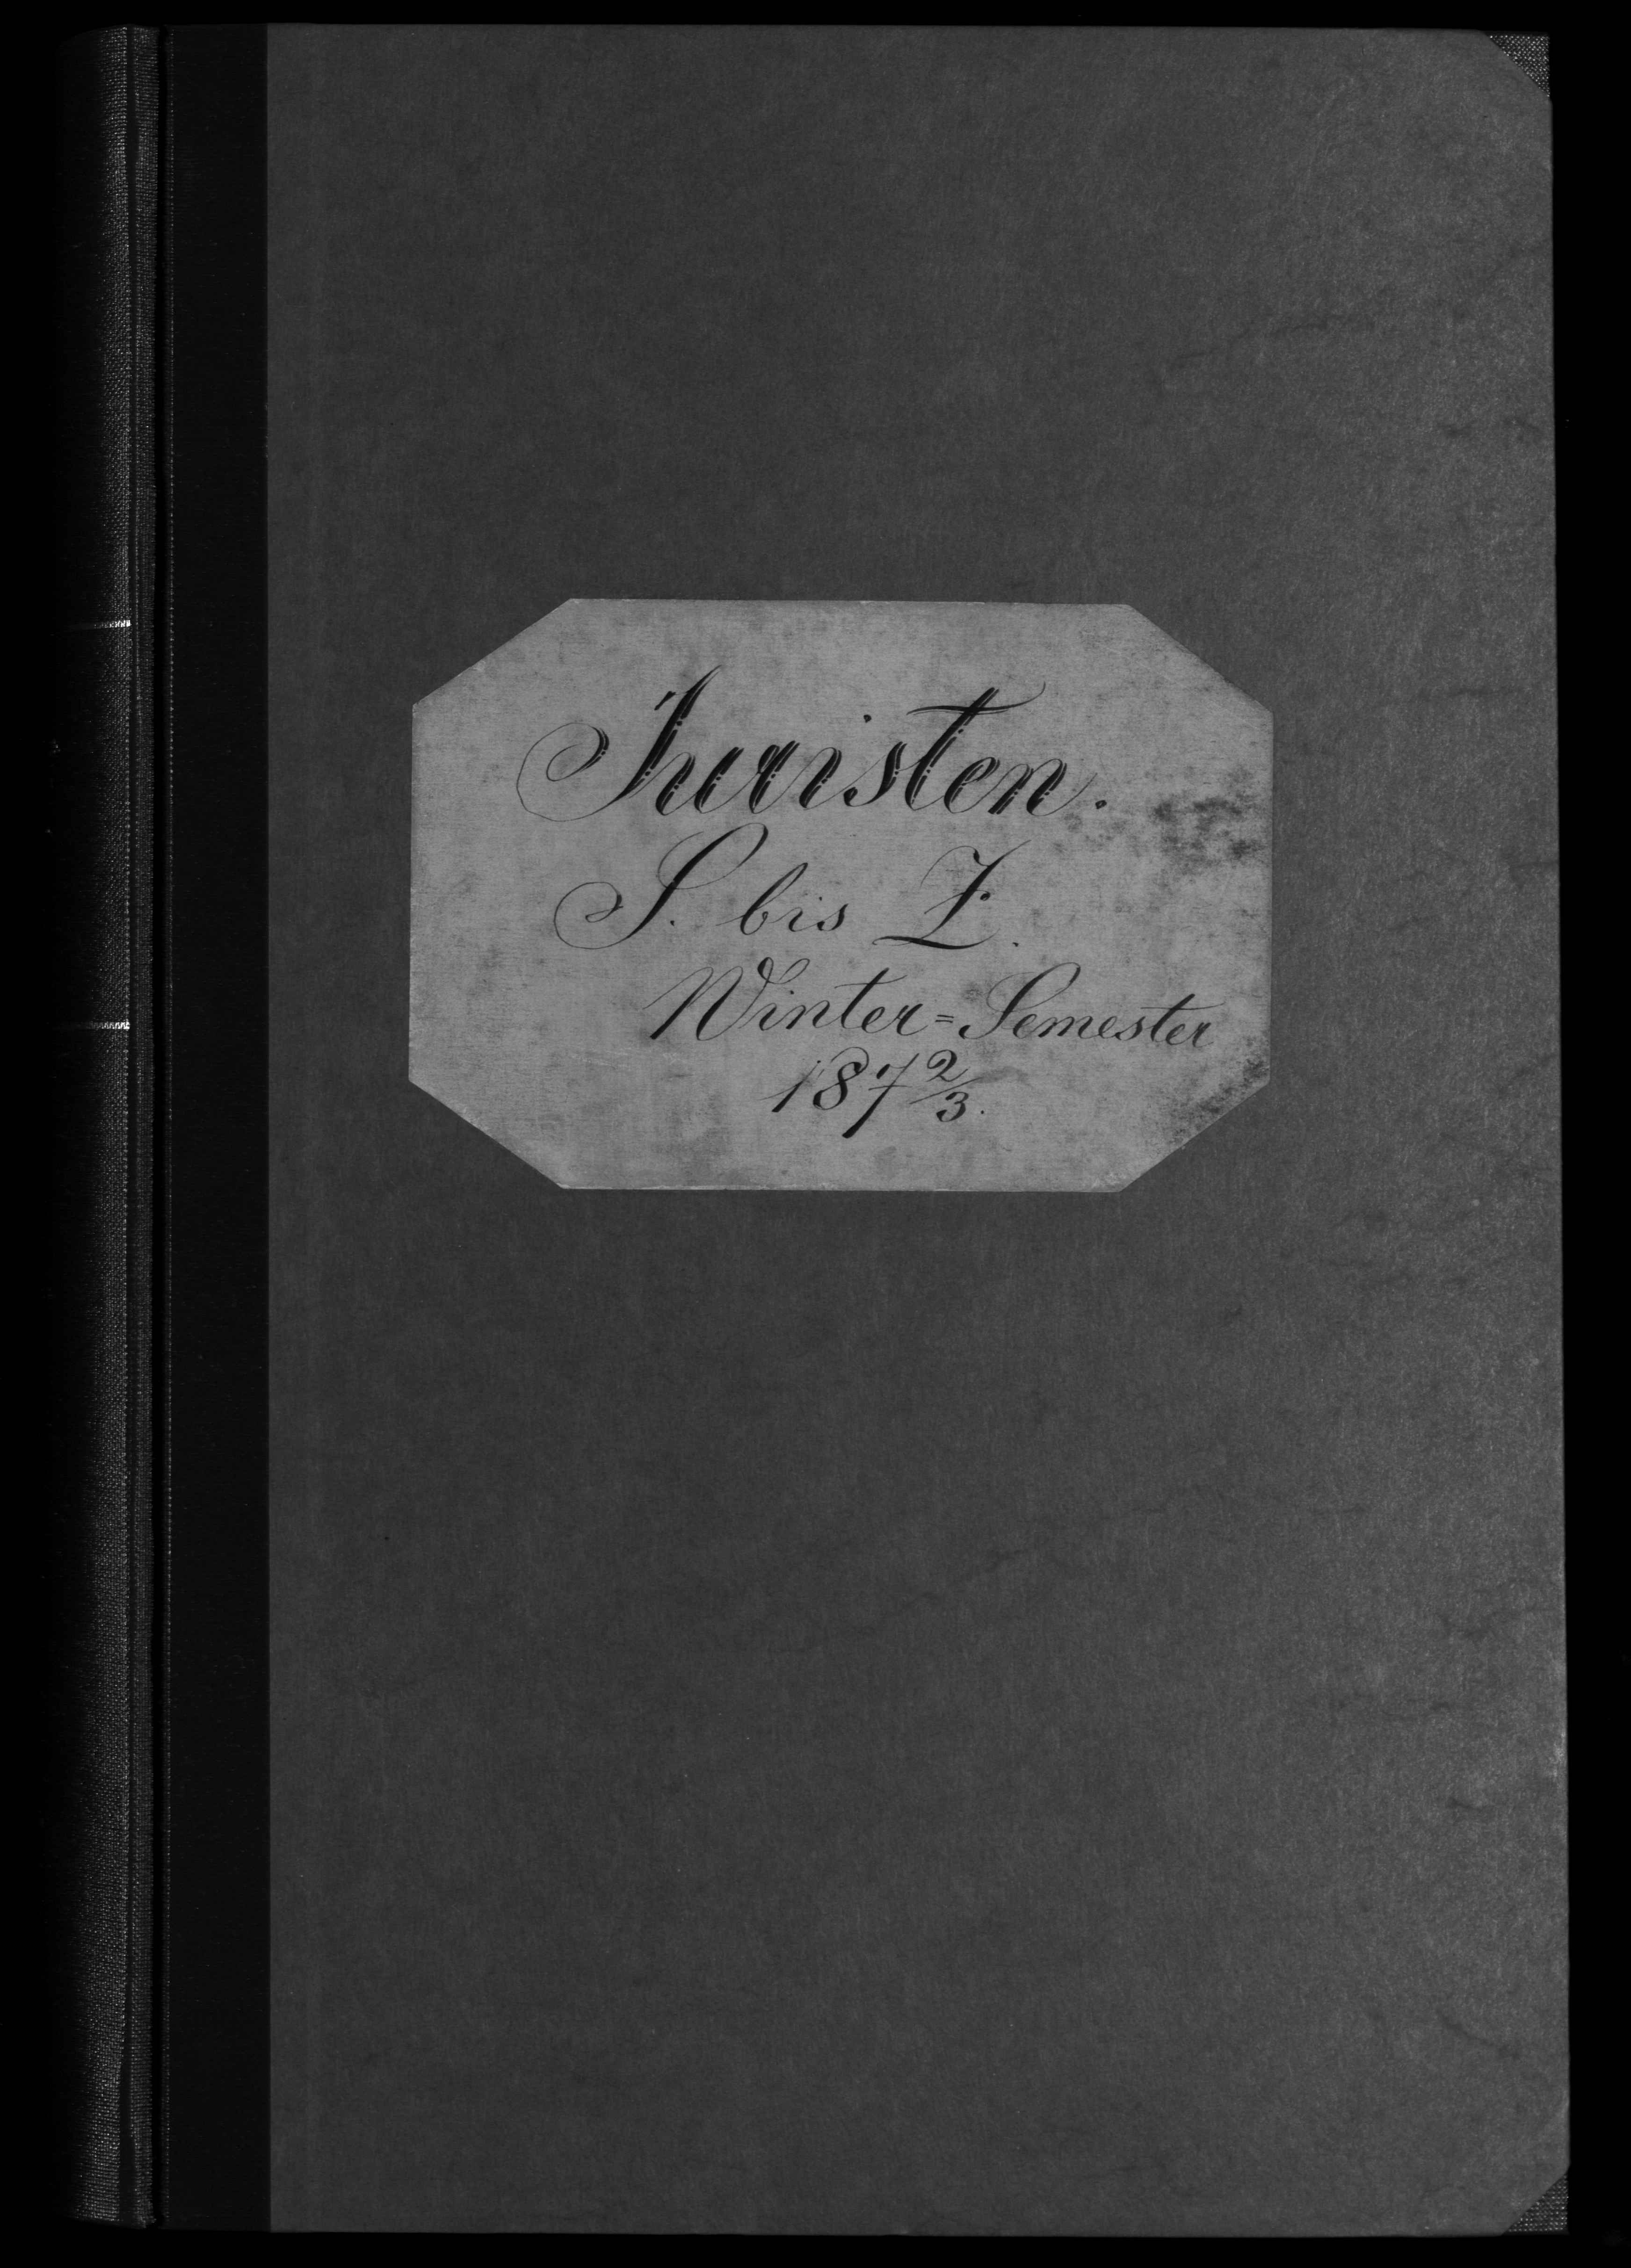 Juristen.
S. bis Z.
Winter=Semester
187 2/3.